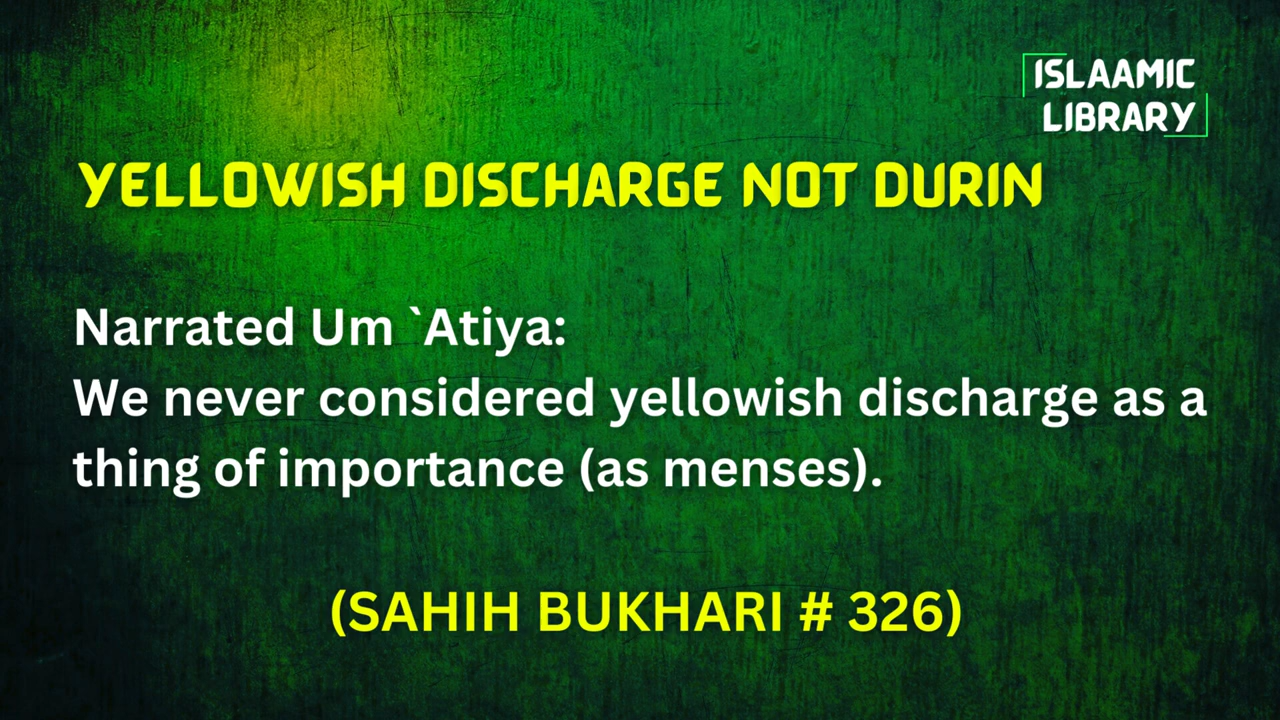 ISLAAMIC
LIBRARY
YELLOWISH DISCHARGE NOT DURIN
Narrated Um `Atiya:
We never considered yellowish discharge as a
thing of importance (as menses).
(SAHIH BUKHARI # 326)